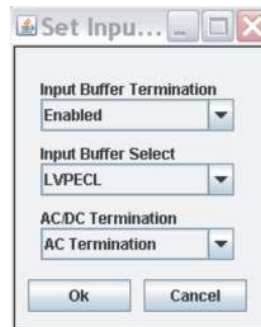 Set Inpu...
Input Buffer Termination
Enabled
Input Buffer Select
LVPECL
AC/DC Termination
AC Termination
Ok Cancel